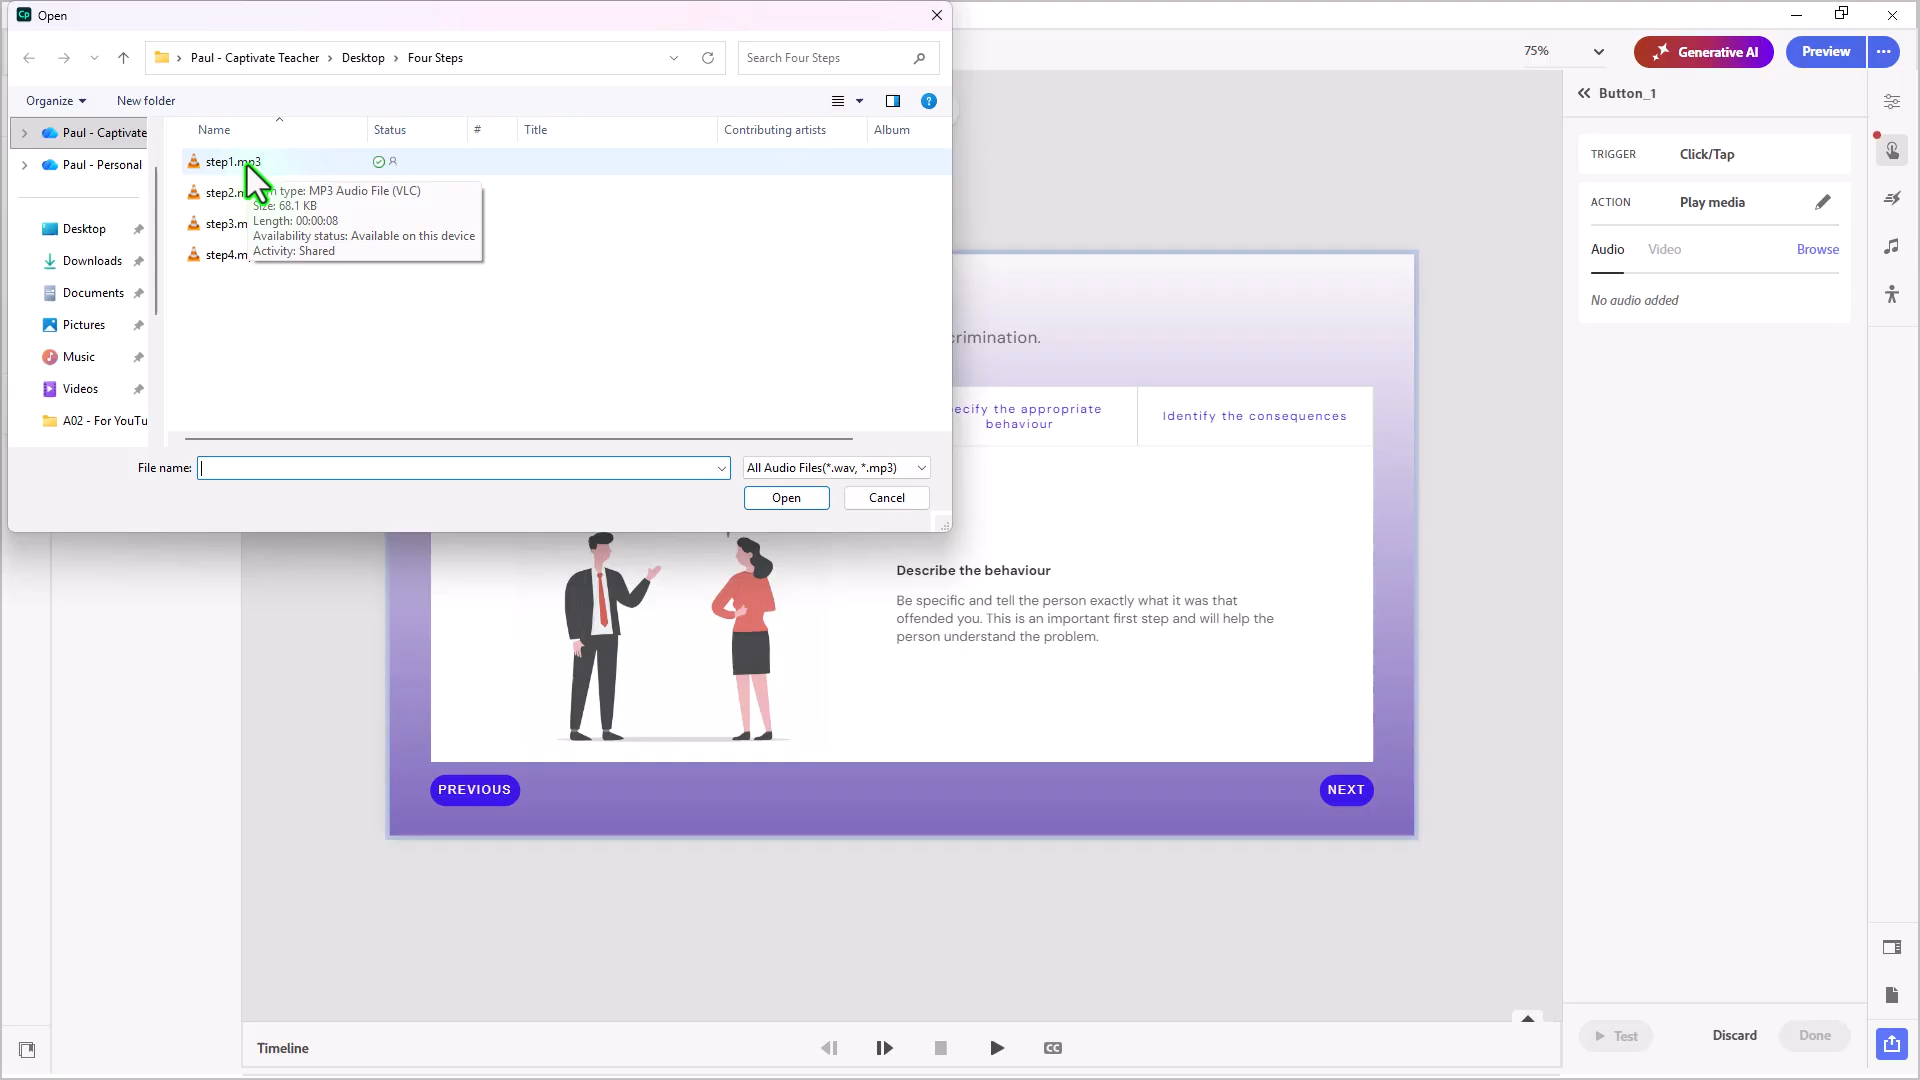 Cp Open
Paul - Captivate Teacher > Desktop > Four Steps
Search Four Steps
75%
Generative AI
Preview
Organize
New folder
Button_1
Paul - Captivate
Name
Status
#
Title
Contributing artists
Album
Paul - Personal
step1.mp3
TRIGGER
Click/Tap
step2.m
type: MP3 Audio File (VLC)
Size: 68.1 KB
Length: 00:00:08
Availability status: Available on this device
Activity: Shared
ACTION
Play media
step3.m
Desktop
Audio
Video
Browse
step4.m
Downloads
Documents
No audio added
Pictures
crimination.
Music
Videos
ecify the appropriate
behaviour
Identify the consequences
A02 - For YouTu
File name:
All Audio Files(*.wav, *.mp3)
Open
Cancel
Describe the behaviour
Be specific and tell the person exactly what it was that
offended you. This is an important first step and will help the
person understand the problem.
PREVIOUS
NEXT
Timeline
CC
Test
Discard
Done